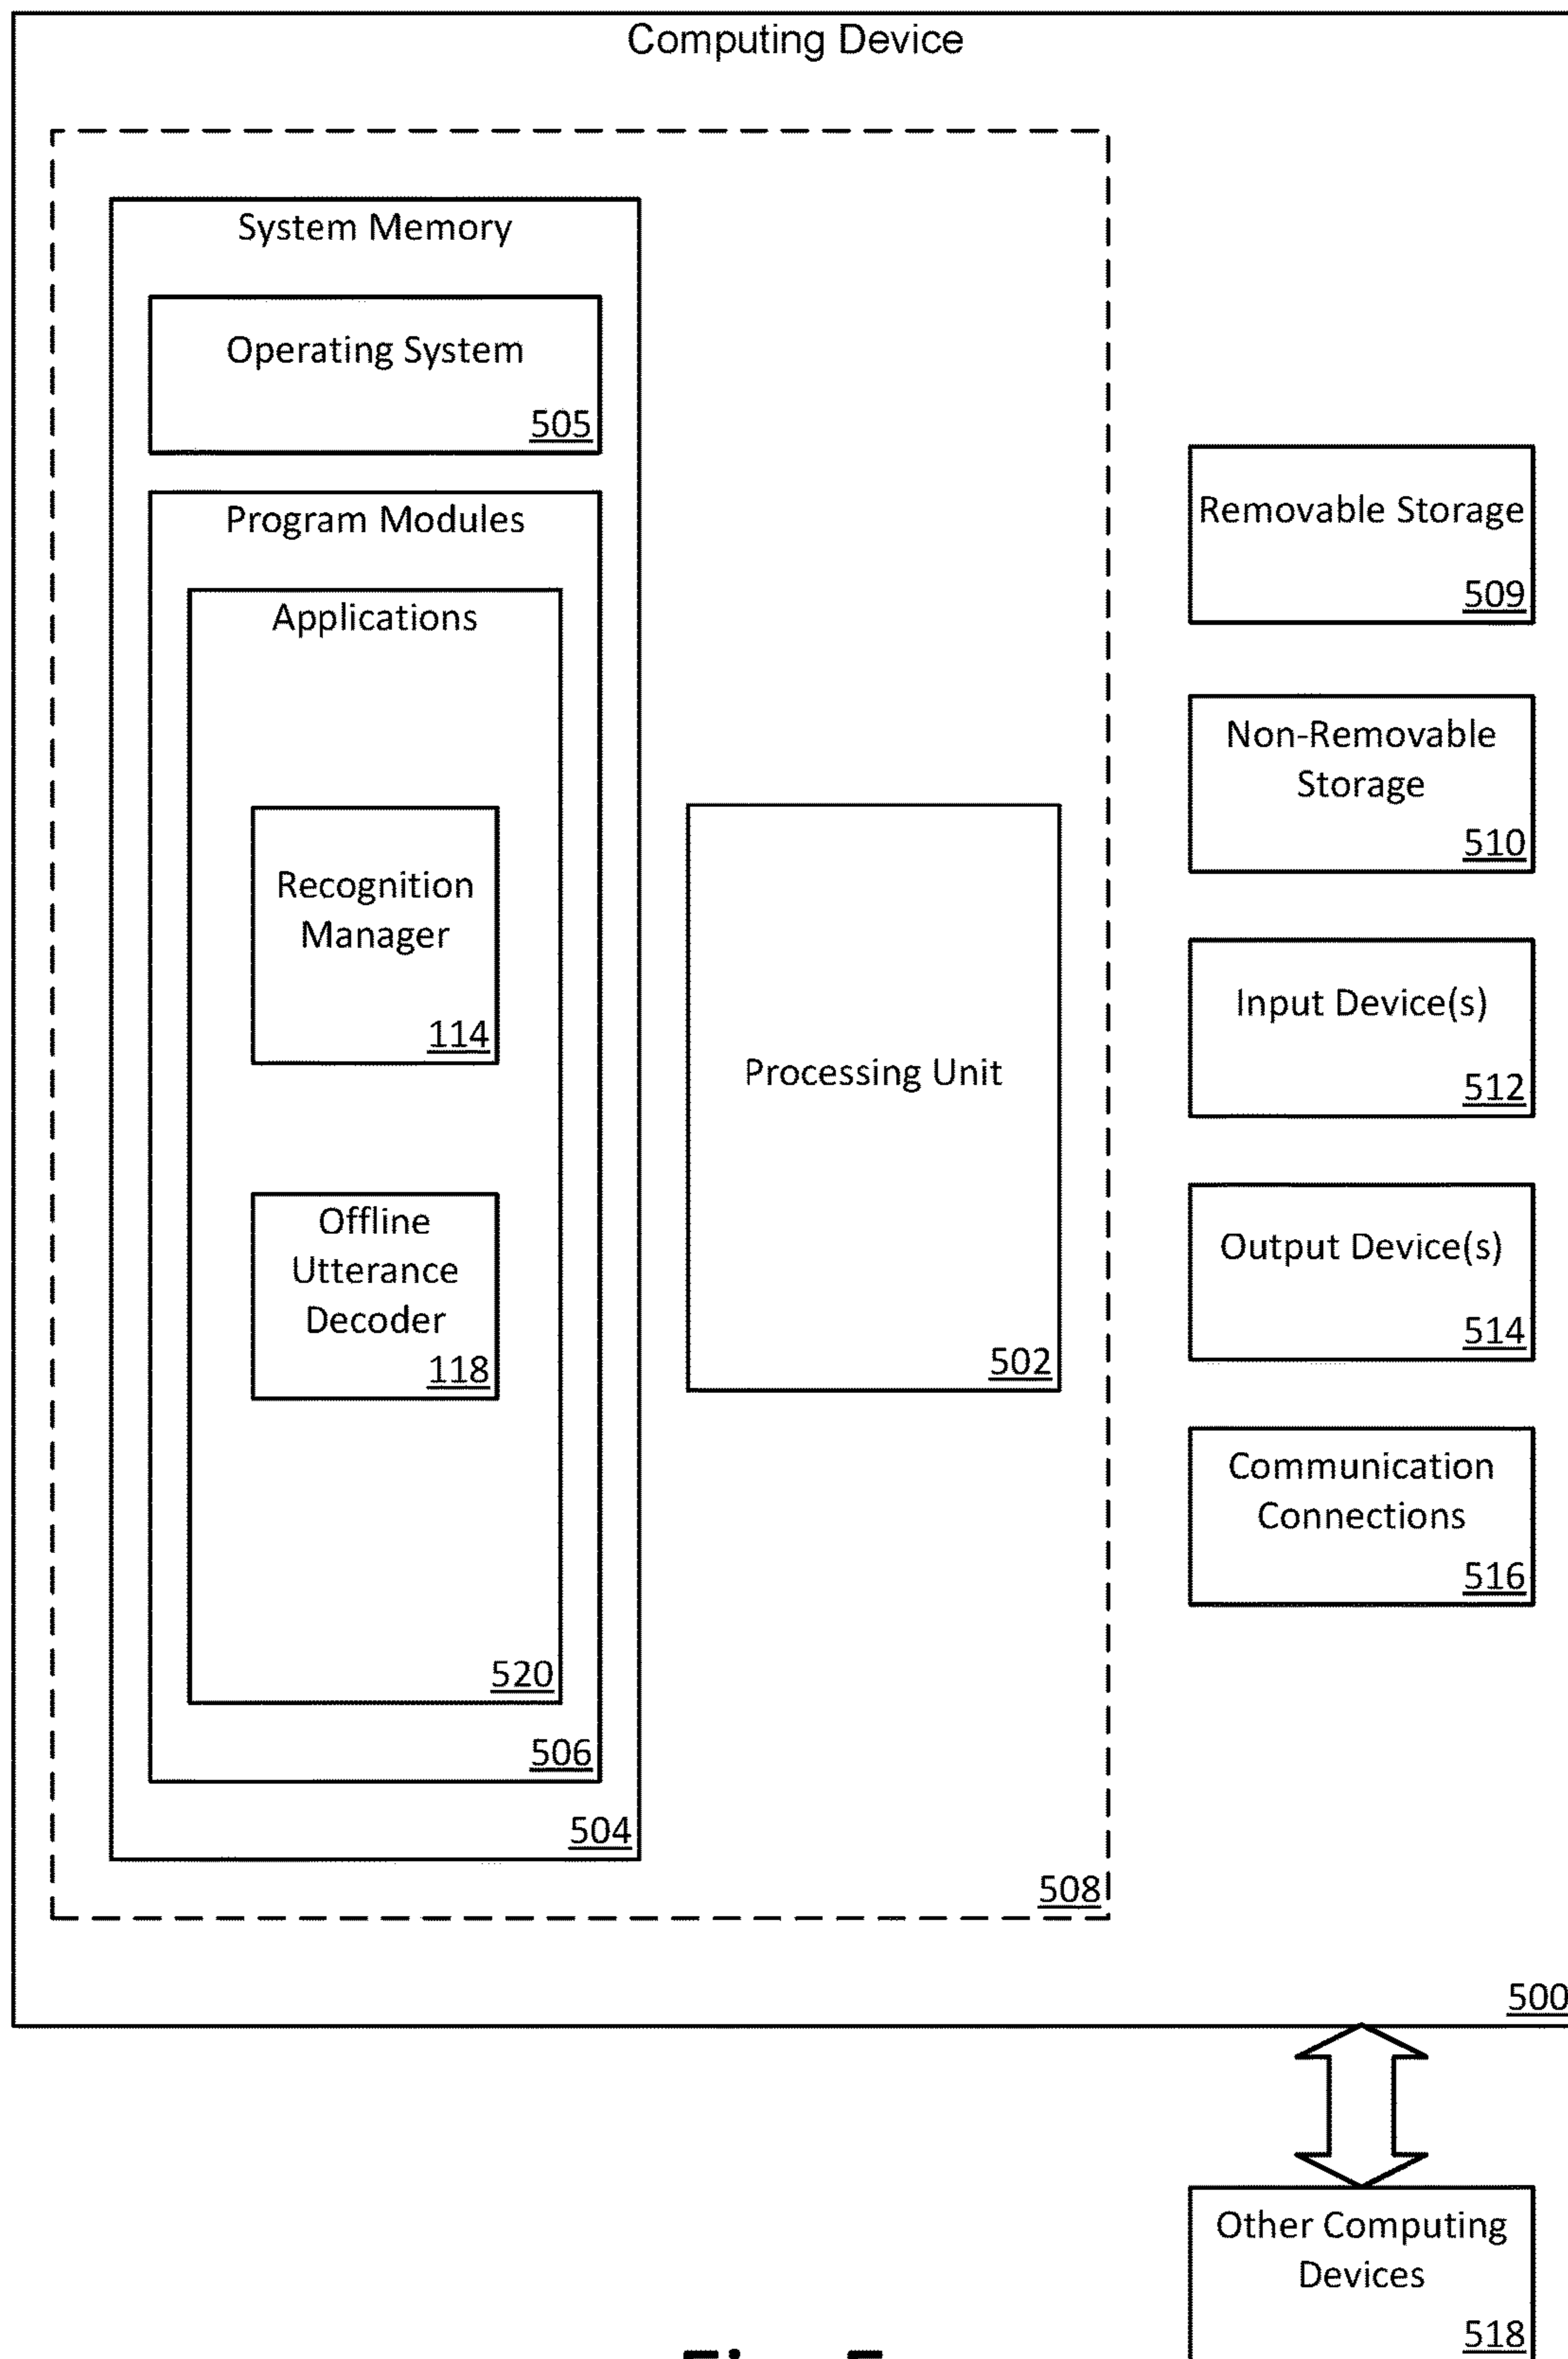 Computing Device
System Memory
Operating System
505
Program Modules
Applications
Recognition
Manager
114
Offline
Utterance
Decoder
118
520
506
504
Processing Unit
502
508
Removable Storage
509
Non-Removable
Storage
510
Input Device(s)
512
Output Device(s)
514
Communication
Connections
516
500
Other Computing
Devices
518